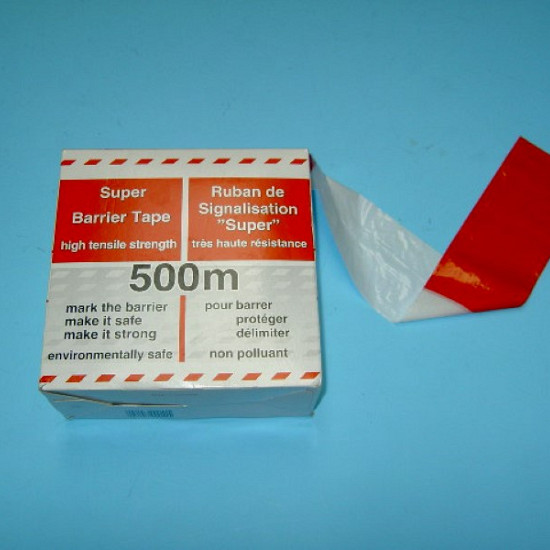 Super
Barrier Tape
high tensile strength
Ruban de
Signalisation
"Super"
très haute résistance
500m
mark the barrier
make it safe
make it strong
environmentally safe
pour barrer
protéger
délimiter
non polluant